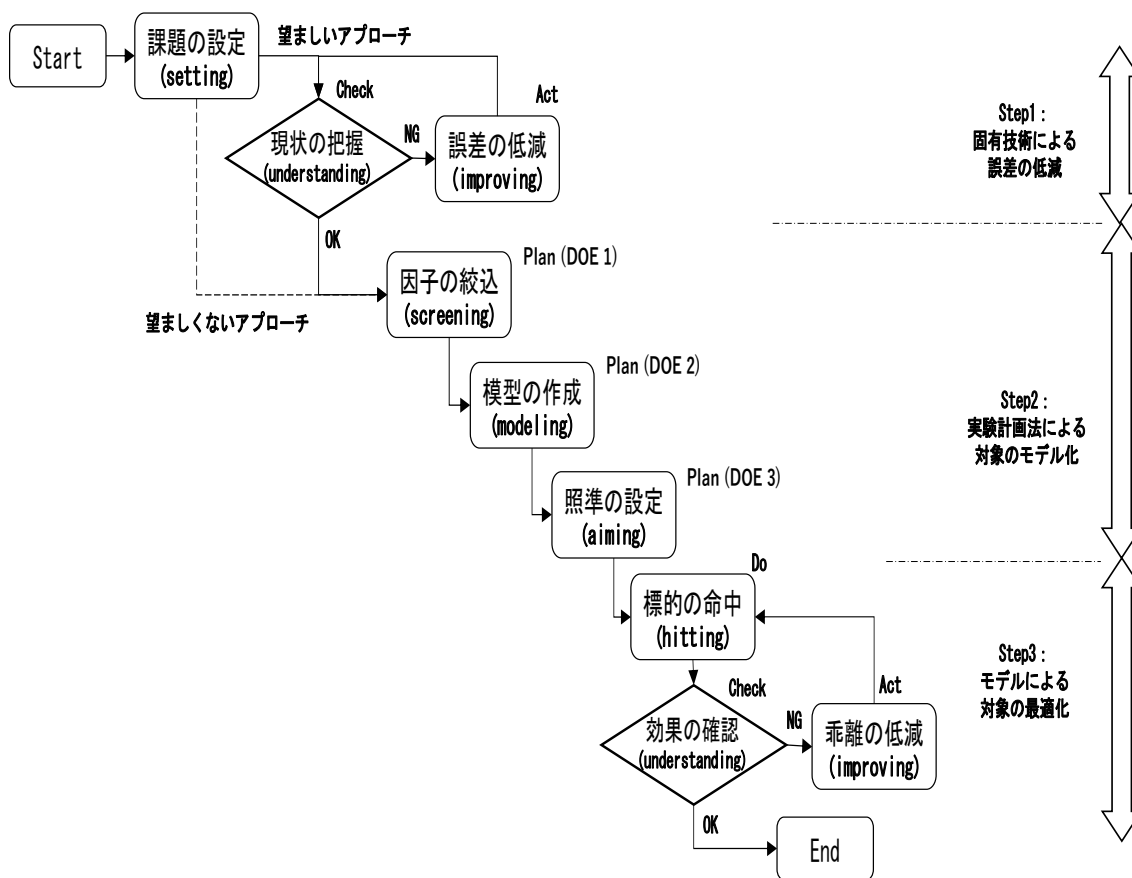 Start
課題の設定
(setting)
望ましいアプローチ
Check
Act
現状の把握
(understanding)
NG
誤差の低減
(improving)
Step1：
固有技術による
誤差の低減
OK
Plan (DOE 1)
因子の絞込
(screening)
望ましくないアプローチ
Plan (DOE 2)
模型の作成
(modeling)
Step2：
実験計画法による
対象のモデル化
Plan (DOE 3)
照準の設定
(aiming)
Do
標的の命中
(hitting)
Step3：
モデルによる
対象の最適化
Check
Act
効果の確認
(understanding)
NG
乖離の低減
(improving)
OK
End